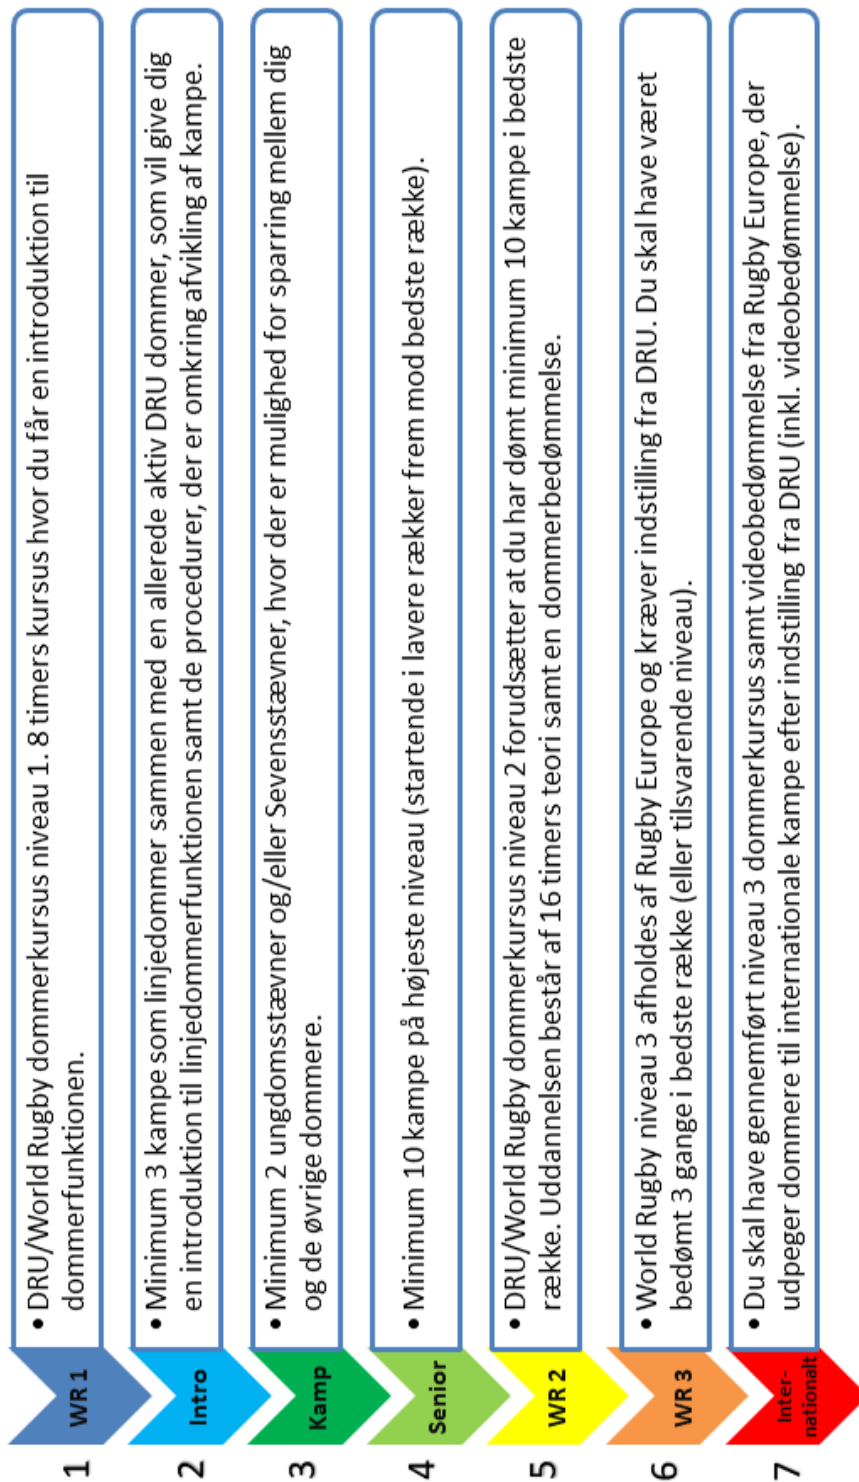 1
WR 1
• DRU/World Rugby dommerkursus niveau 1. 8 timers kursus hvor du får en introduktion til
dommerfunktionen.
2
Intro
• Minimum 3 kampe som linjedommer sammen med en allerede aktiv DRU dommer, som vil give dig
en introduktion til linjedommerfunktionen samt de procedurer, der er omkring afvikling af kampe.
3
Kamp
• Minimum 2 ungdomsstævner og/eller Sevensstævner, hvor der er mulighed for sparring mellem dig
og de øvrige dommere.
4
Senior
• Minimum 10 kampe på højeste niveau (startende i lavere rækker frem mod bedste række).
5
WR 2
• DRU/World Rugby dommerkursus niveau 2 forudsætter at du har dømt minimum 10 kampe i bedste
række. Uddannelsen består af 16 timers teori samt en dommerbedømmelse.
6
WR 3
• World Rugby niveau 3 afholdes af Rugby Europe og kræver indstilling fra DRU. Du skal have været
bedømt 3 gange i bedste række (eller tilsvarende niveau).
7
Inter-
nationalt
• Du skal have gennemført niveau 3 dommerkursus samt videobedømmelse fra Rugby Europe, der
udpeger dommere til internationale kampe efter indstilling fra DRU (inkl. videobedømmelse).